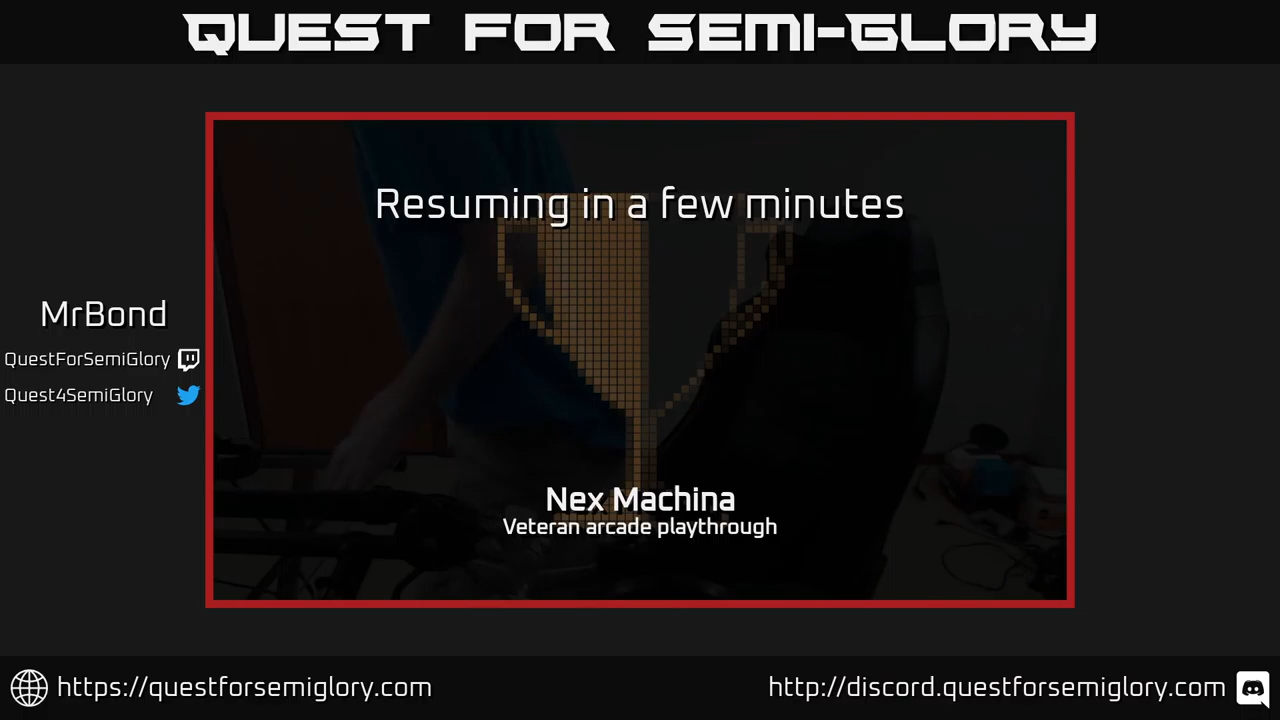 QUEST FOR SEMI-GLORY
Resuming in a few minutes
MrBond
QuestForSemiGlory
Quest4SemiGlory
Nex Machina
Veteran arcade playthrough
https://questforsemiglory.com
http://discord.questforsemiglory.com